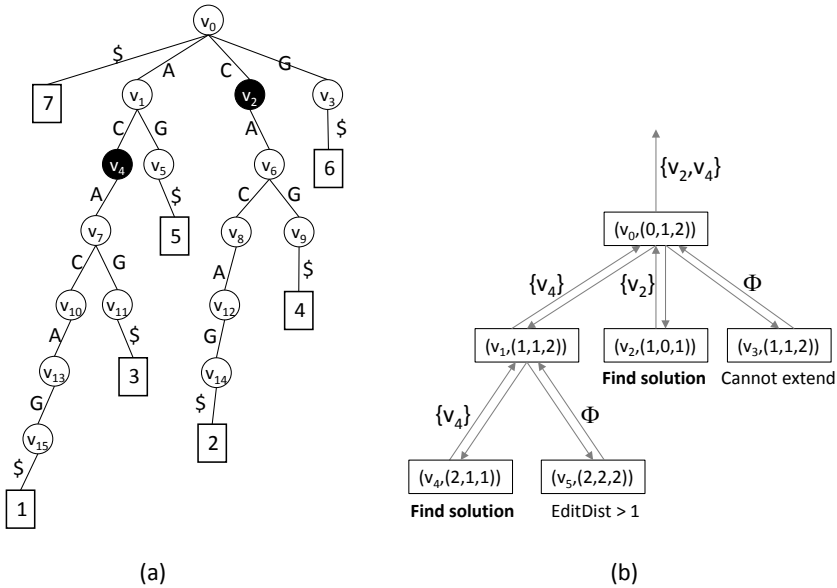 v0
$ A C G
7 v1 v2 v3
C G A $
v4 v5 v6 6
A $ C G
v7 5 v8 v9
C G A $
v10 v11 v12 4
A $ G
v13 3 v14
G $
v15 2
$
1
(a)
{v2,v4}
(v0,(0,1,2))
{v4} {v2} Φ
(v1,(1,1,2)) (v2,(1,0,1)) (v3,(1,1,2))
Find solution Cannot extend
{v4} Φ
(v4,(2,1,1)) (v5,(2,2,2))
Find solution EditDist > 1
(b)